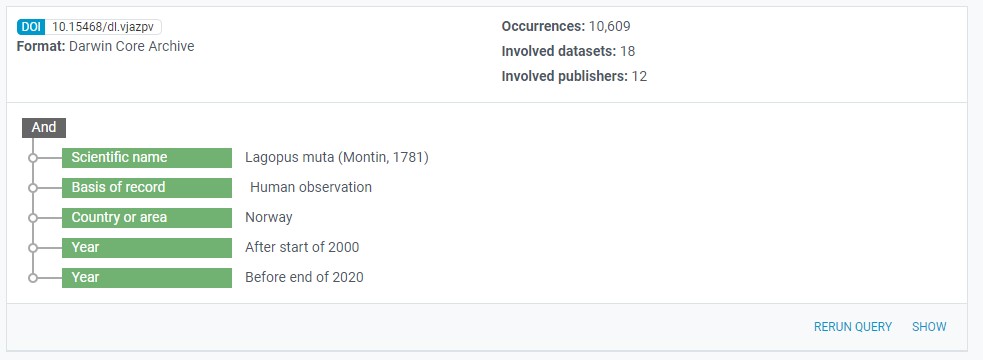 DOI 10.15468/dl.vjazpv
Format: Darwin Core Archive
Occurrences: 10,609
Involved datasets: 18
Involved publishers: 12
And
Scientific name Lagopus muta (Montin, 1781)
Basis of record Human observation
Country or area Norway
Year After start of 2000
Year Before end of 2020
RERUN QUERY SHOW